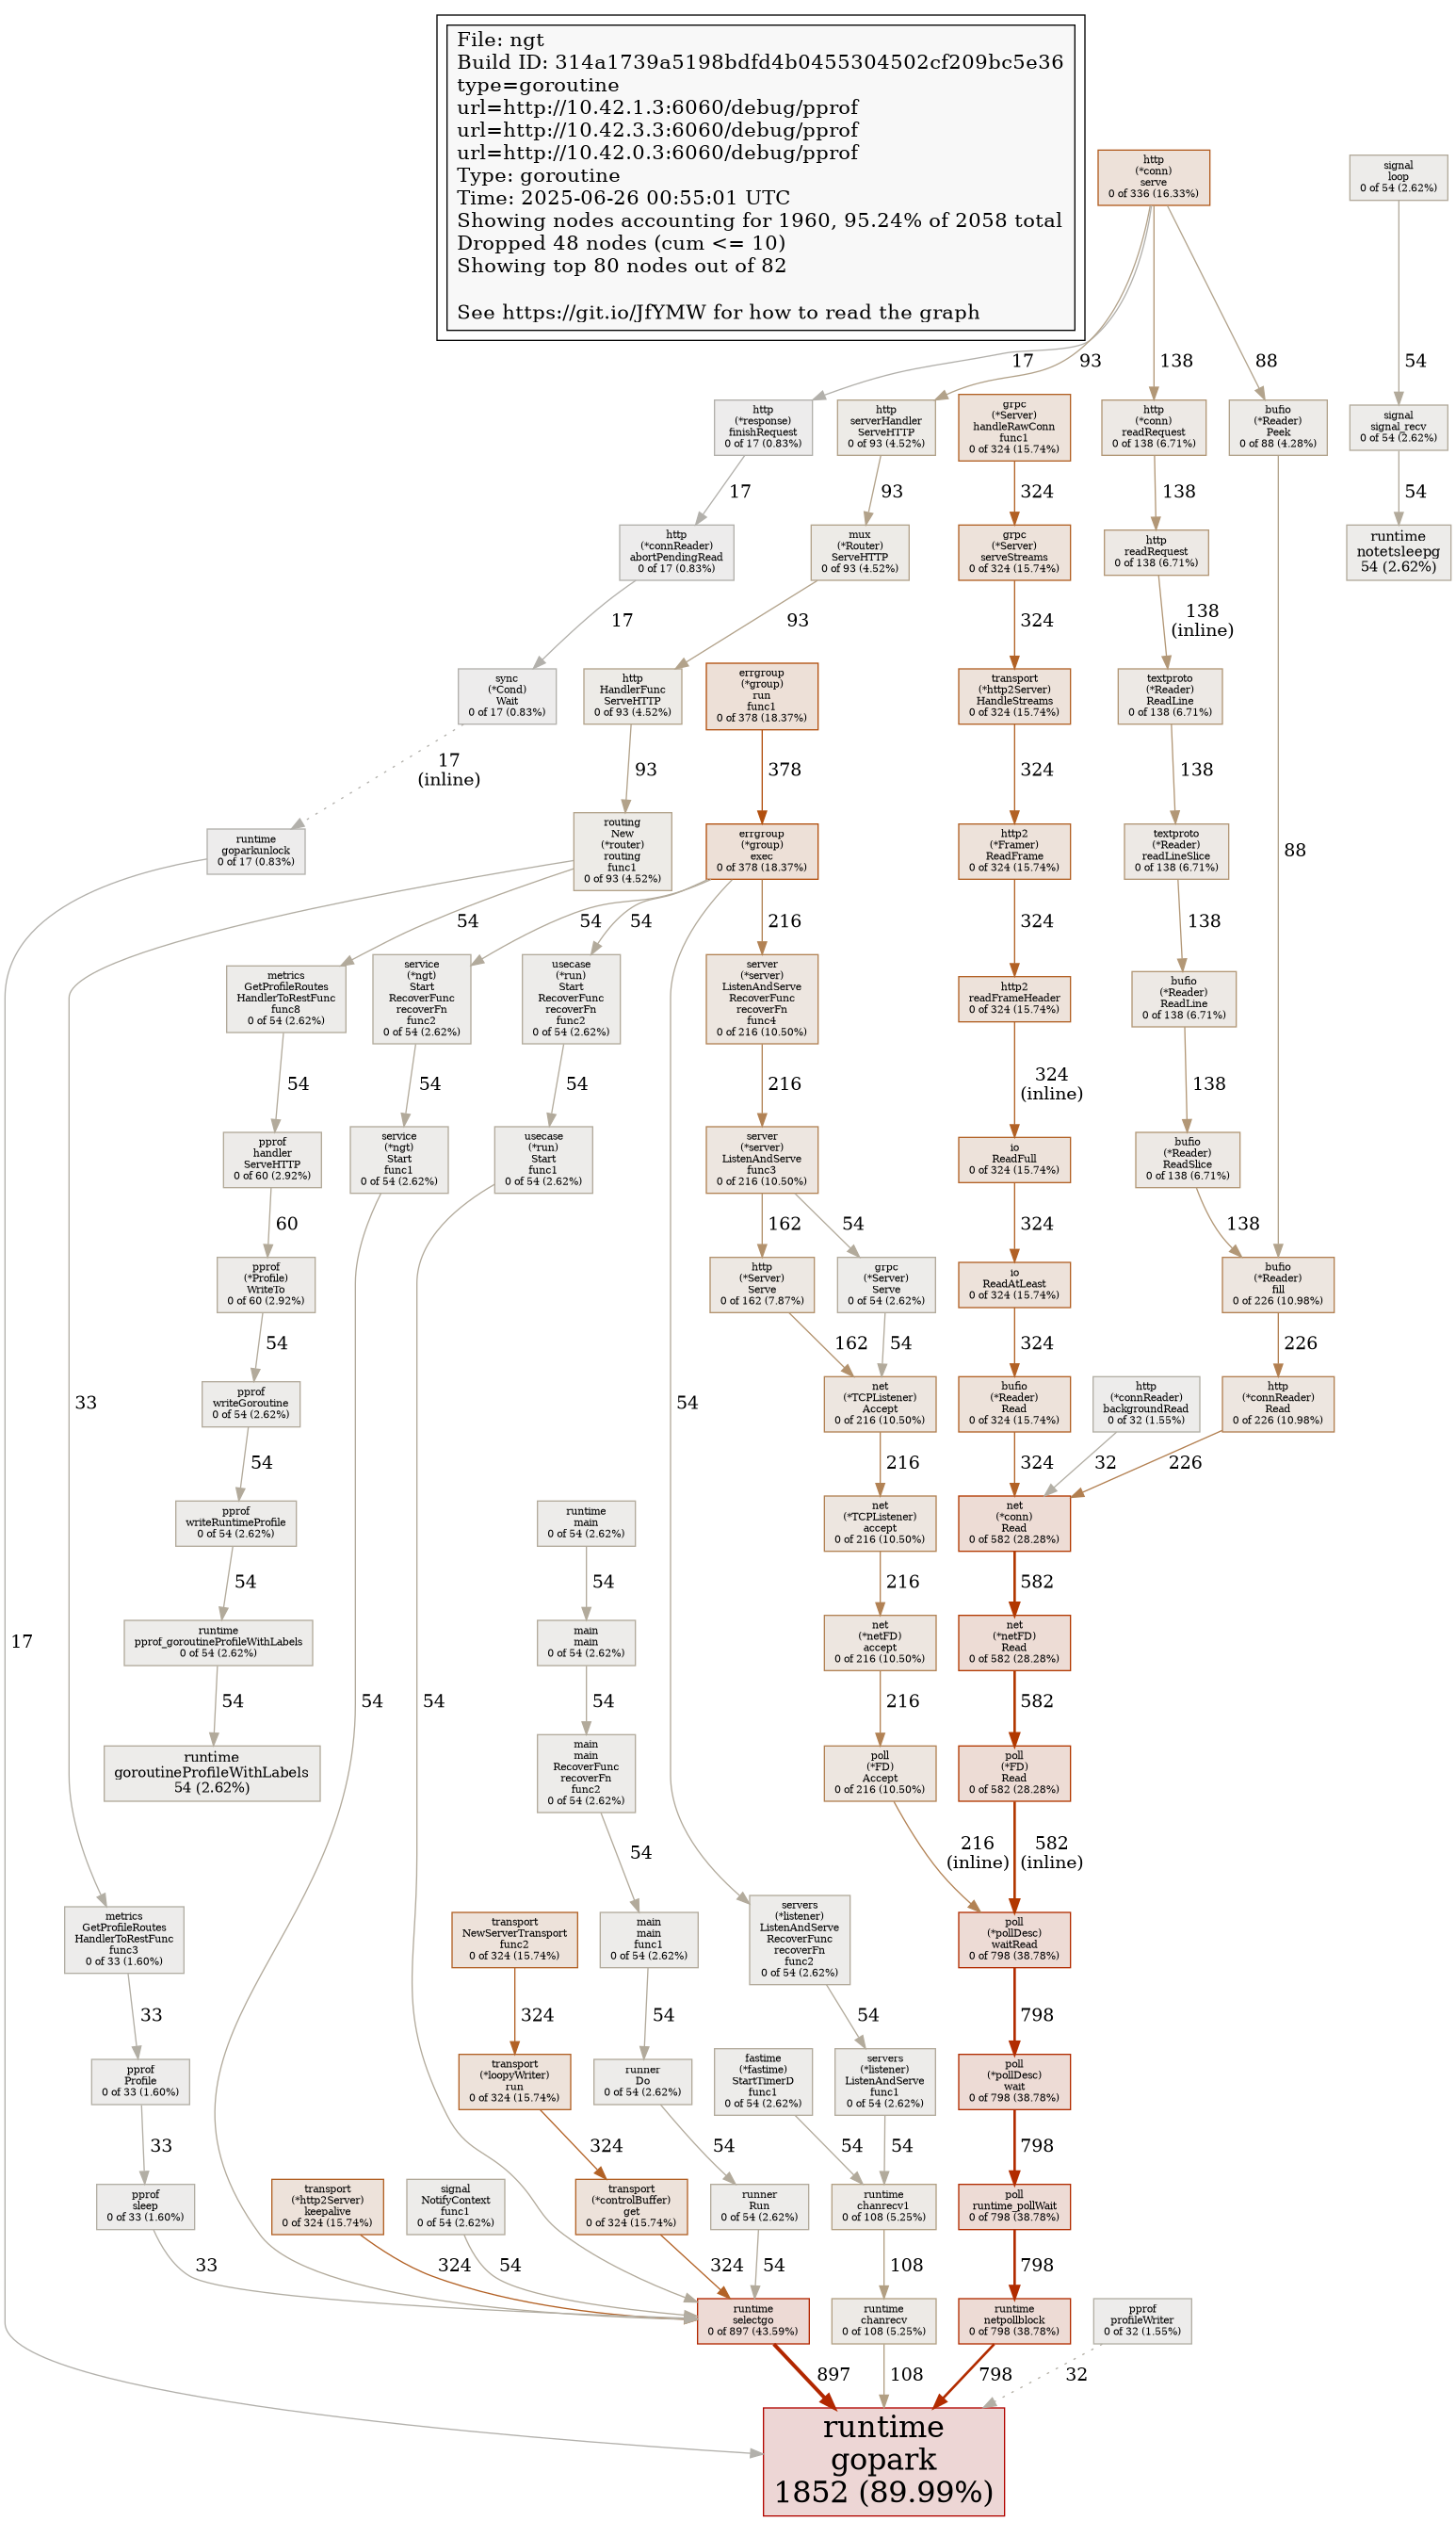 File: ngt
Build ID: 314a1739a5198bdfd4b0455304502cf209bc5e36
type=goroutine
url=http://10.42.1.3:6060/debug/pprof
url=http://10.42.3.3:6060/debug/pprof
url=http://10.42.0.3:6060/debug/pprof
Type: goroutine
Time: 2025-06-26 00:55:01 UTC
Showing nodes accounting for 1960, 95.24% of 2058 total
Dropped 48 nodes (cum <= 10)
Showing top 80 nodes out of 82
See https://git.io/JfYMW for how to read the graph
http
(*conn)
serve
0 of 336 (16.33%)
signal
loop
0 of 54 (2.62%)
17
93
138
88
54
http
(*response)
finishRequest
0 of 17 (0.83%)
http
serverHandler
ServeHTTP
0 of 93 (4.52%)
grpc
(*Server)
handleRawConn
func1
0 of 324 (15.74%)
http
(*conn)
readRequest
0 of 138 (6.71%)
bufio
(*Reader)
Peek
0 of 88 (4.28%)
signal
signal_recv
0 of 54 (2.62%)
17
93
324
138
54
http
(*connReader)
abortPendingRead
0 of 17 (0.83%)
mux
(*Router)
ServeHTTP
0 of 93 (4.52%)
grpc
(*Server)
serveStreams
0 of 324 (15.74%)
http
readRequest
0 of 138 (6.71%)
runtime
notetsleepg
54 (2.62%)
17
93
324
138
(inline)
sync
(*Cond)
Wait
0 of 17 (0.83%)
http
HandlerFunc
ServeHTTP
0 of 93 (4.52%)
errgroup
(*group)
run
func1
0 of 378 (18.37%)
transport
(*http2Server)
HandleStreams
0 of 324 (15.74%)
textproto
(*Reader)
ReadLine
0 of 138 (6.71%)
17
(inline)
93
378
324
138
runtime
goparkunlock
0 of 17 (0.83%)
routing
New
(*router)
routing
func1
0 of 93 (4.52%)
errgroup
(*group)
exec
0 of 378 (18.37%)
http2
(*Framer)
ReadFrame
0 of 324 (15.74%)
textproto
(*Reader)
readLineSlice
0 of 138 (6.71%)
88
54
54
54
216
324
138
metrics
GetProfileRoutes
HandlerToRestFunc
func8
0 of 54 (2.62%)
service
(*ngt)
Start
RecoverFunc
recoverFn
func2
0 of 54 (2.62%)
usecase
(*run)
Start
RecoverFunc
recoverFn
func2
0 of 54 (2.62%)
server
(*server)
ListenAndServe
RecoverFunc
recoverFn
func4
0 of 216 (10.50%)
http2
readFrameHeader
0 of 324 (15.74%)
bufio
(*Reader)
ReadLine
0 of 138 (6.71%)
54
54
54
216
324
(inline)
138
pprof
handler
ServeHTTP
0 of 60 (2.92%)
service
(*ngt)
Start
func1
0 of 54 (2.62%)
usecase
(*run)
Start
func1
0 of 54 (2.62%)
server
(*server)
ListenAndServe
func3
0 of 216 (10.50%)
io
ReadFull
0 of 324 (15.74%)
bufio
(*Reader)
ReadSlice
0 of 138 (6.71%)
60
162
54
324
138
pprof
(*Profile)
WriteTo
0 of 60 (2.92%)
http
(*Server)
Serve
0 of 162 (7.87%)
grpc
(*Server)
Serve
0 of 54 (2.62%)
io
ReadAtLeast
0 of 324 (15.74%)
bufio
(*Reader)
fill
0 of 226 (10.98%)
54
162
54
324
226
33
54
pprof
writeGoroutine
0 of 54 (2.62%)
net
(*TCPListener)
Accept
0 of 216 (10.50%)
bufio
(*Reader)
Read
0 of 324 (15.74%)
http
(*connReader)
backgroundRead
0 of 32 (1.55%)
http
(*connReader)
Read
0 of 226 (10.98%)
54
216
324
32
226
pprof
writeRuntimeProfile
0 of 54 (2.62%)
runtime
main
0 of 54 (2.62%)
net
(*TCPListener)
accept
0 of 216 (10.50%)
net
(*conn)
Read
0 of 582 (28.28%)
54
54
216
582
17
runtime
pprof_goroutineProfileWithLabels
0 of 54 (2.62%)
main
main
0 of 54 (2.62%)
net
(*netFD)
accept
0 of 216 (10.50%)
net
(*netFD)
Read
0 of 582 (28.28%)
54
54
54
54
216
582
runtime
goroutineProfileWithLabels
54 (2.62%)
main
main
RecoverFunc
recoverFn
func2
0 of 54 (2.62%)
poll
(*FD)
Accept
0 of 216 (10.50%)
poll
(*FD)
Read
0 of 582 (28.28%)
54
216
(inline)
582
(inline)
metrics
GetProfileRoutes
HandlerToRestFunc
func3
0 of 33 (1.60%)
transport
NewServerTransport
func2
0 of 324 (15.74%)
main
main
func1
0 of 54 (2.62%)
servers
(*listener)
ListenAndServe
RecoverFunc
recoverFn
func2
0 of 54 (2.62%)
poll
(*pollDesc)
waitRead
0 of 798 (38.78%)
33
324
54
54
798
pprof
Profile
0 of 33 (1.60%)
transport
(*loopyWriter)
run
0 of 324 (15.74%)
runner
Do
0 of 54 (2.62%)
fastime
(*fastime)
StartTimerD
func1
0 of 54 (2.62%)
servers
(*listener)
ListenAndServe
func1
0 of 54 (2.62%)
poll
(*pollDesc)
wait
0 of 798 (38.78%)
33
324
54
54
54
798
pprof
sleep
0 of 33 (1.60%)
transport
(*http2Server)
keepalive
0 of 324 (15.74%)
signal
NotifyContext
func1
0 of 54 (2.62%)
transport
(*controlBuffer)
get
0 of 324 (15.74%)
runner
Run
0 of 54 (2.62%)
runtime
chanrecv1
0 of 108 (5.25%)
poll
runtime_pollWait
0 of 798 (38.78%)
33
324
54
324
54
108
798
runtime
selectgo
0 of 897 (43.59%)
runtime
chanrecv
0 of 108 (5.25%)
runtime
netpollblock
0 of 798 (38.78%)
pprof
profileWriter
0 of 32 (1.55%)
897
108
798
32
runtime
gopark
1852 (89.99%)